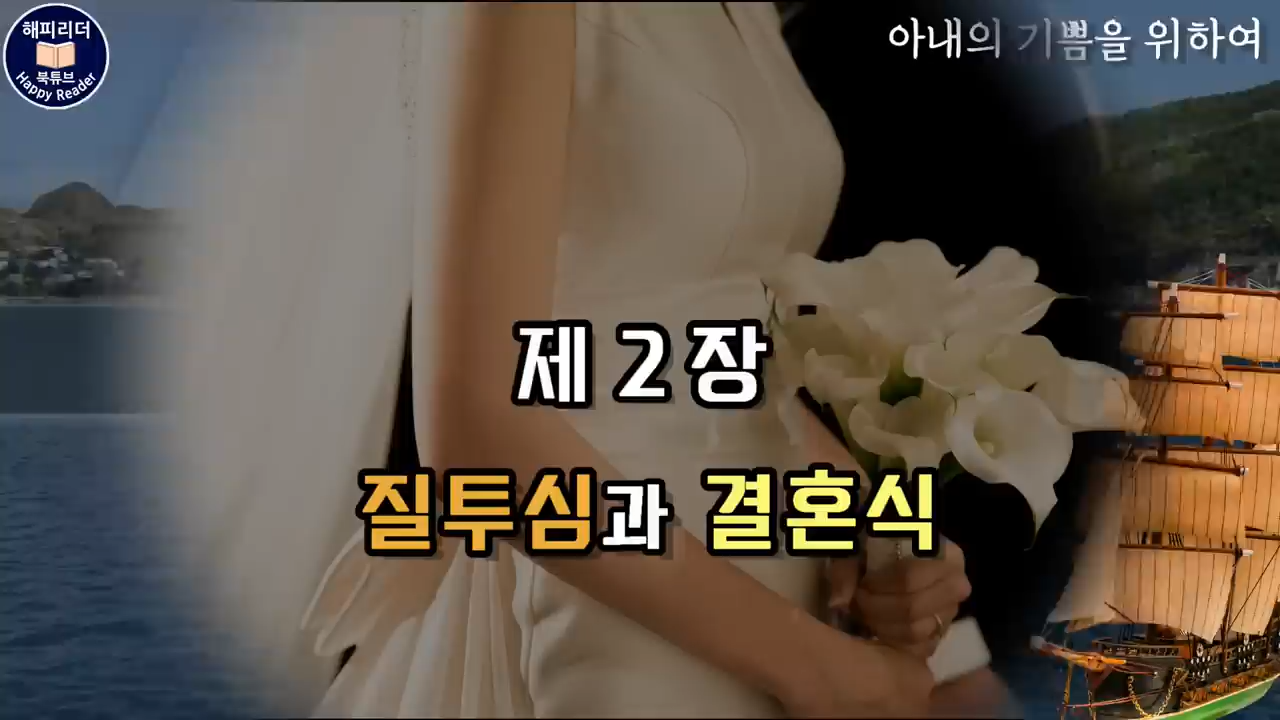 해피리더
북튜브
Happy Reader
아내의 기쁨을 위하여
제 2 장
질투심과 결혼식